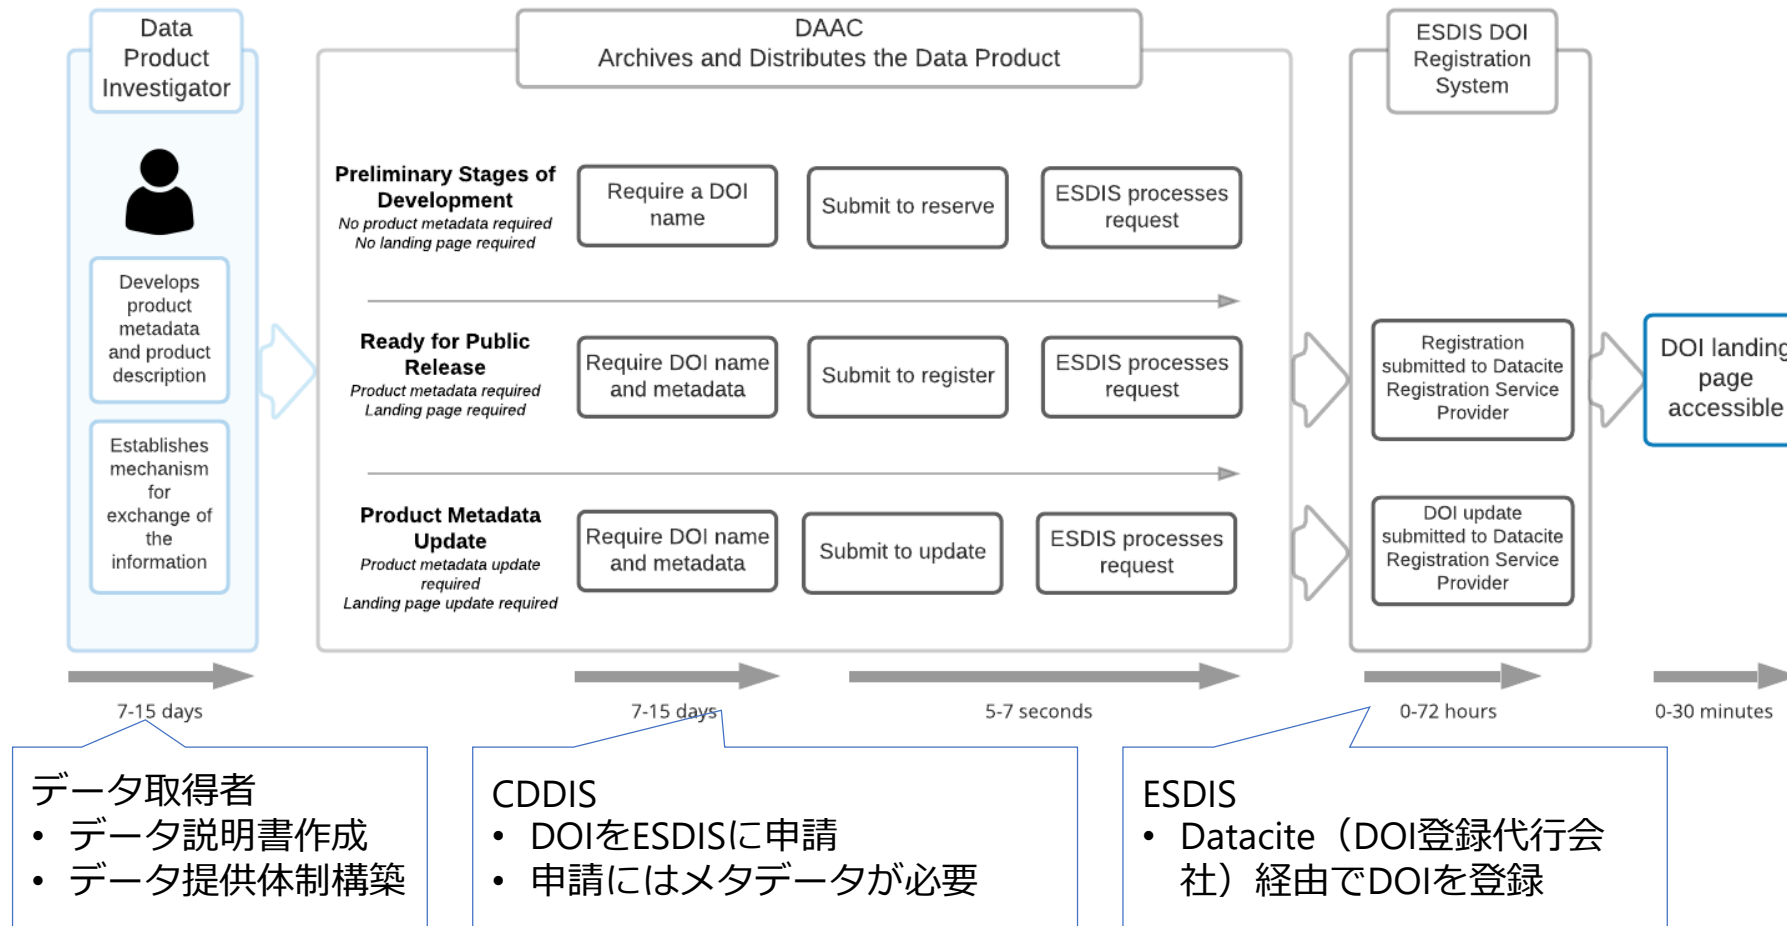 Data
Product
Investigator
Develops
product
metadata
and product
description
Establishes
mechanism
for
exchange of
the
information
DAAC
Archives and Distributes the Data Product
Preliminary Stages of
Development
No product metadata required
No landing page required
Require a DOI
name
Submit to reserve
ESDIS processes
request
Ready for Public
Release
Product metadata required
Landing page required
Require DOI name
and metadata
Submit to register
ESDIS processes
request
Product Metadata
Update
Product metadata update
required
Landing page update required
Require DOI name
and metadata
Submit to update
ESDIS processes
request
ESDIS DOI
Registration
System
Registration
submitted to Datacite
Registration Service
Provider
DOI update
submitted to Datacite
Registration Service
Provider
DOI landing
page
accessible
7-15 days
7-15 days
5-7 seconds
0-72 hours
0-30 minutes
データ取得者
• データ説明書作成
• データ提供体制構築
CDDIS
• DOIをESDISに申請
• 申請にはメタデータが必要
ESDIS
• Datacite（DOI登録代行会
社）経由でDOIを登録